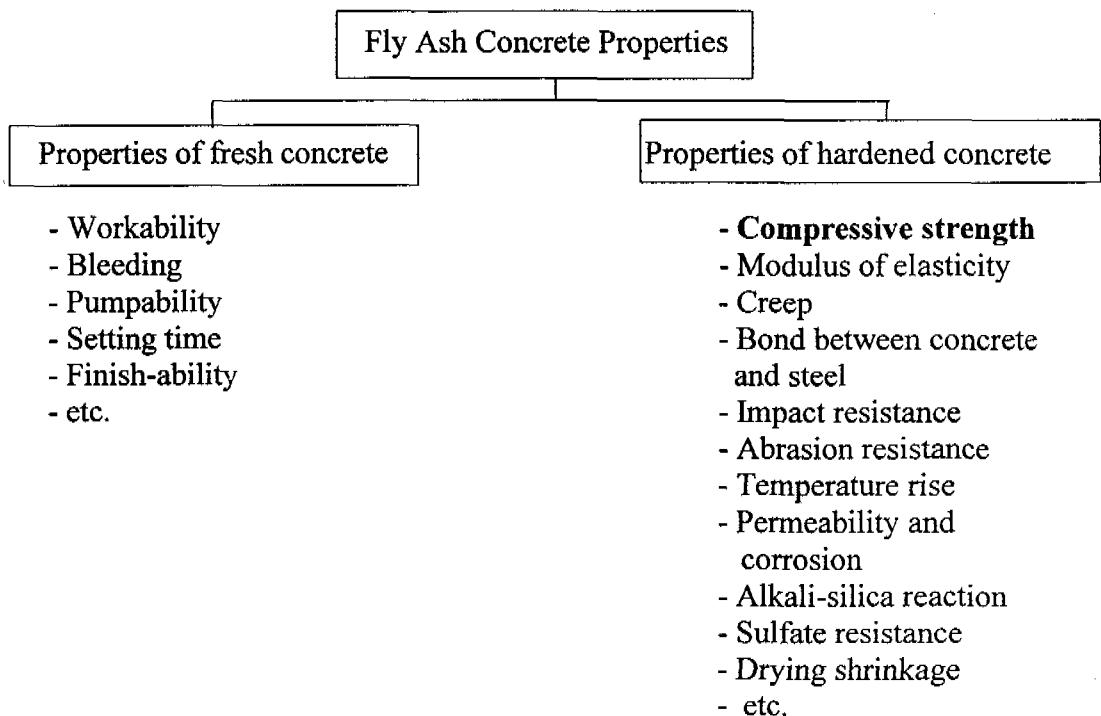 Fly Ash Concrete Properties
Properties of fresh concrete
- Workability
- Bleeding
- Pumpability
- Setting time
- Finish-ability
- etc.
Properties of hardened concrete
- Compressive strength
- Modulus of elasticity
- Creep
- Bond between concrete
and steel
- Impact resistance
- Abrasion resistance
- Temperature rise
- Permeability and
corrosion
- Alkali-silica reaction
- Sulfate resistance
- Drying shrinkage
- etc.